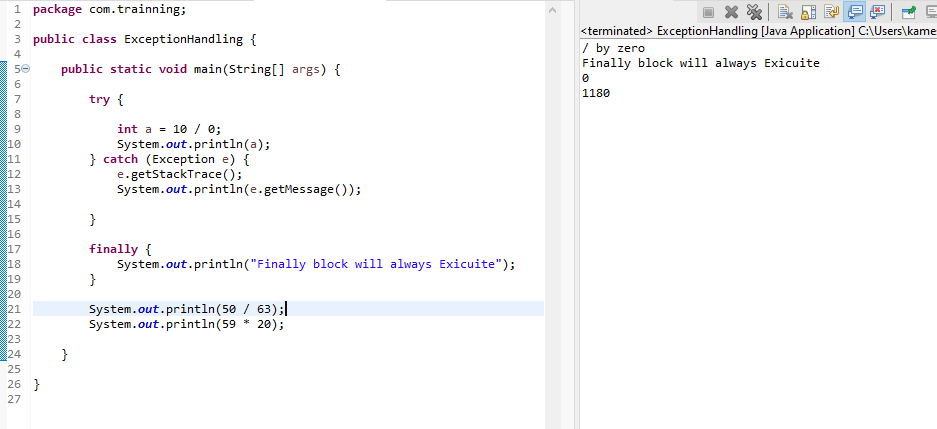 1 package com.trainning;
2
3 public class ExceptionHandling {
4
5 public static void main(String[] args) {
6
7 try {
8
9 int a = 10 / 0;
10 System.out.println(a);
11 } catch (Exception e) {
12 e.getStackTrace();
13 System.out.println(e.getMessage());
14
15 }
16
17 finally {
18 System.out.println("Finally block will always Exicuite");
19 }
20
21 System.out.println(50 / 63);
22 System.out.println(59 * 20);
23
24 }
25
26 }
27
<terminated> ExceptionHandling [Java Application] C:\Users\kame
/ by zero
Finally block will always Exicuite
0
1180